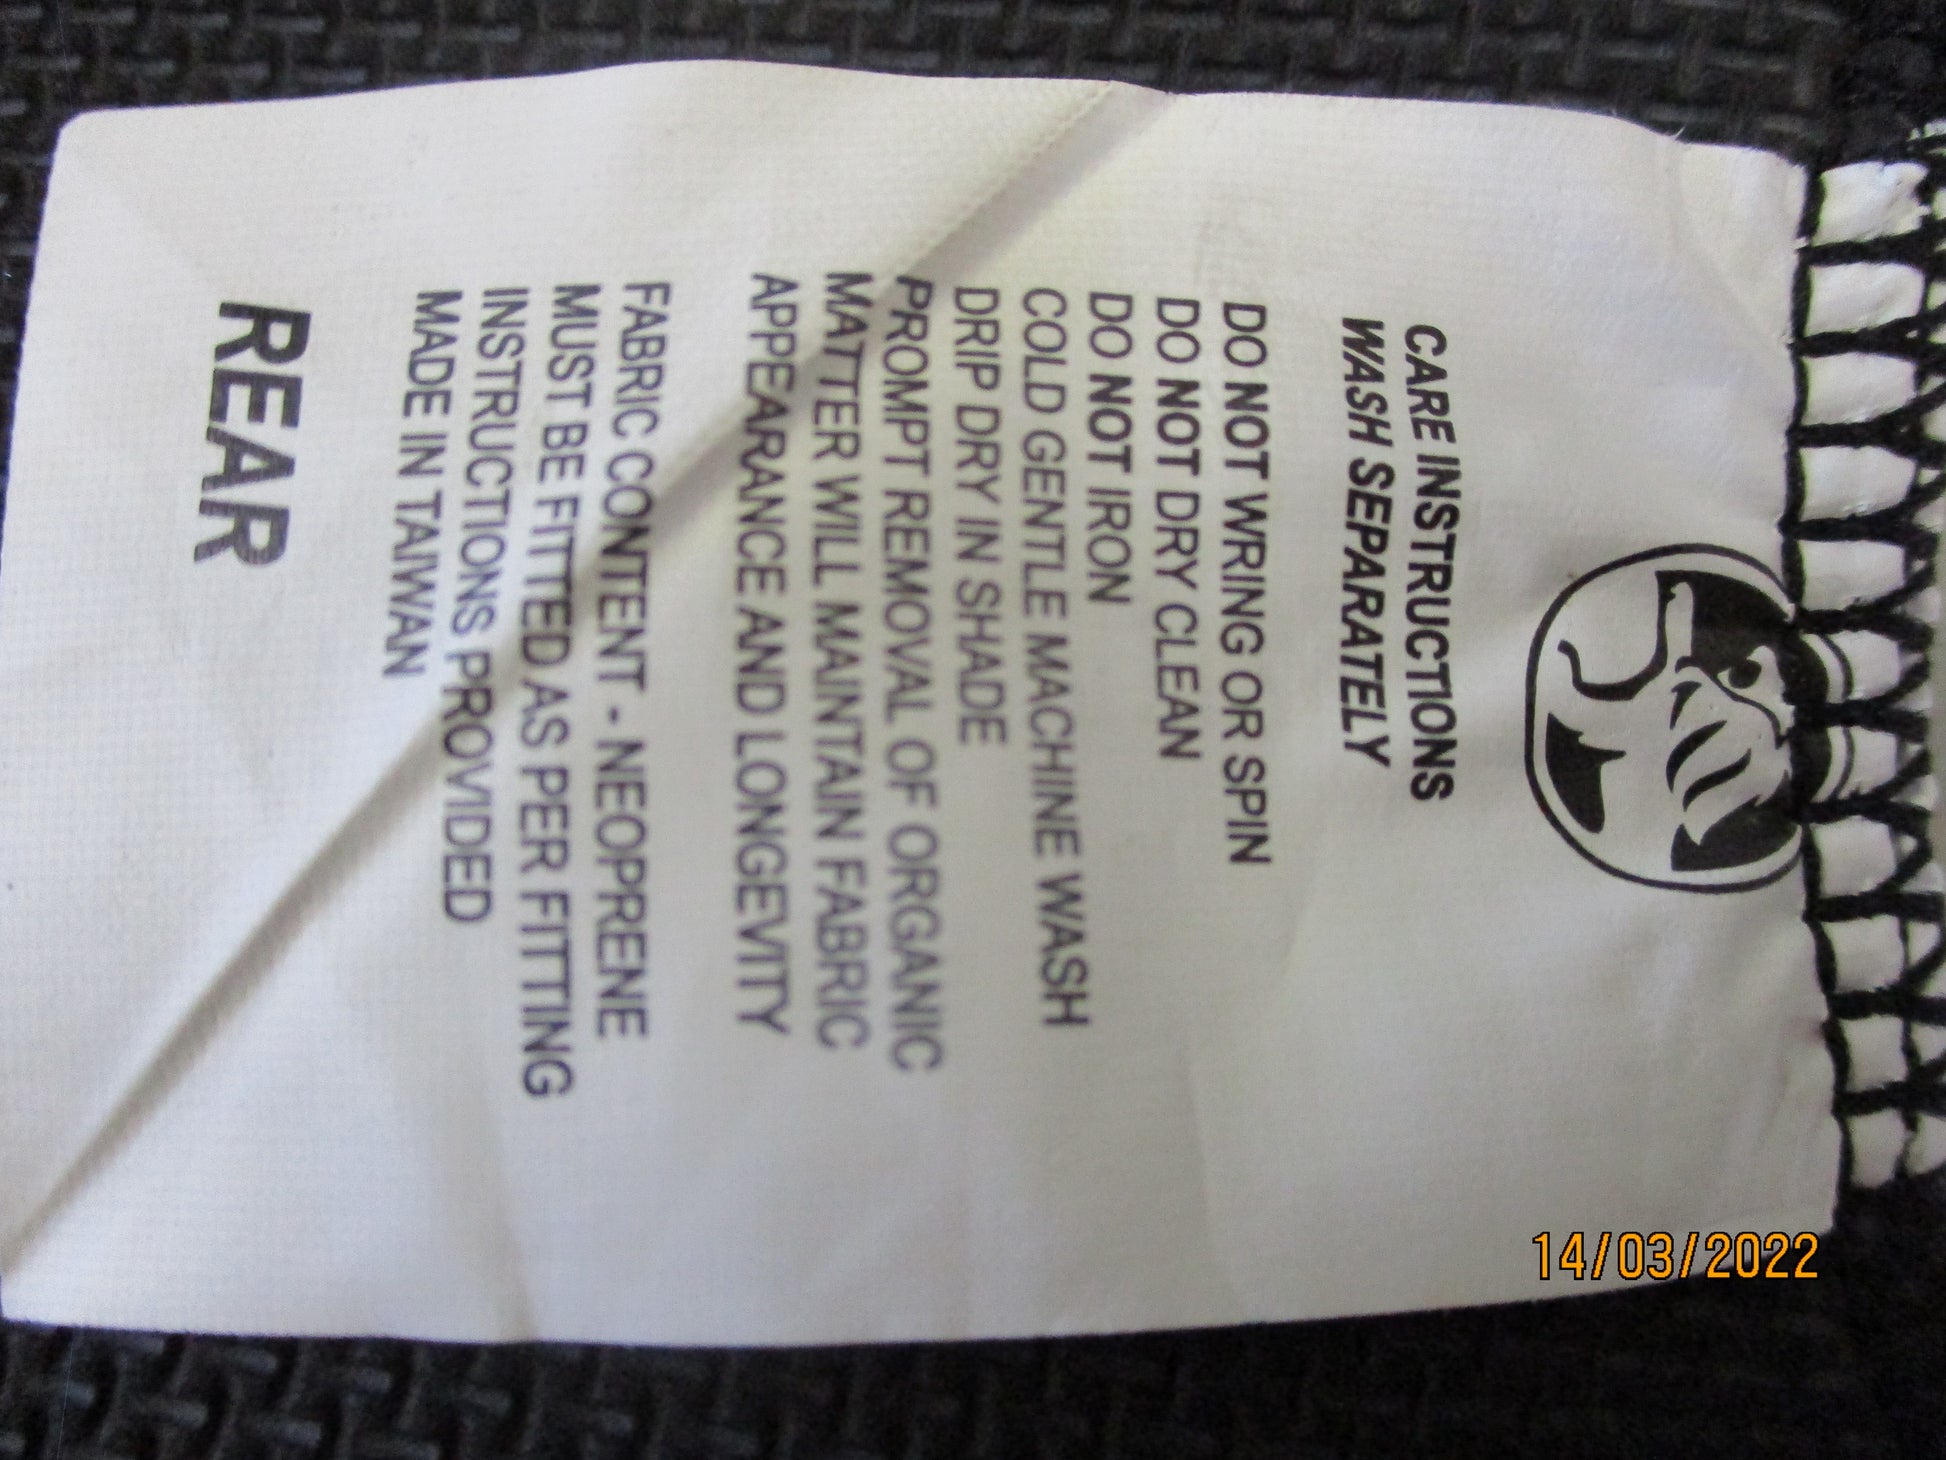 CARE INSTRUCTIONS
WASH SEPARATELY
DO NOT WRING OR SPIN
DO NOT DRY CLEAN
DO NOT IRON
COLD GENTLE MACHINE WASH
DRIP DRY IN SHADE
PROMPT REMOVAL OF ORGANIC
MATTER WILL MAINTAIN FABRIC
APPEARANCE AND LONGEVITY
FABRIC CONTENT - NEOPRENE
MUST BE FITTED AS PER FITTING
INSTRUCTIONS PROVIDED
MADE IN TAIWAN
REAR
14/03/2022